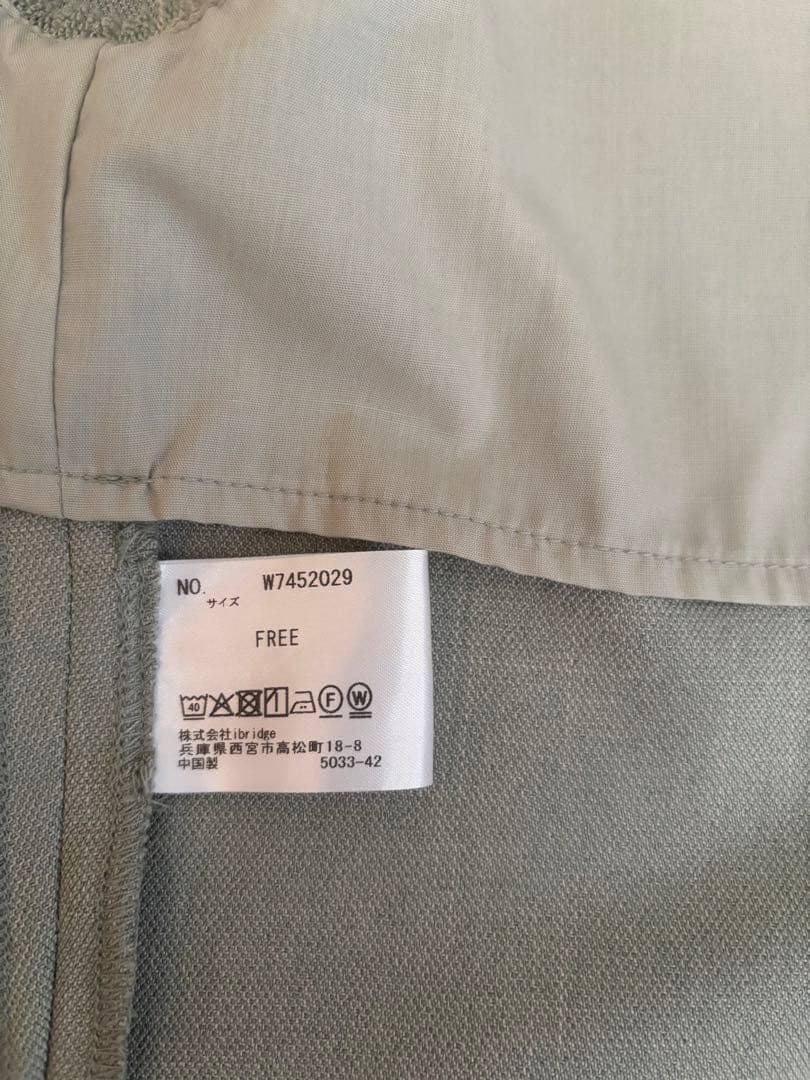 NO. W7452029
サイズ
FREE
40 F W
株式会社ibridge
兵庫県西宮市高松町18-8
中国製 5033-42